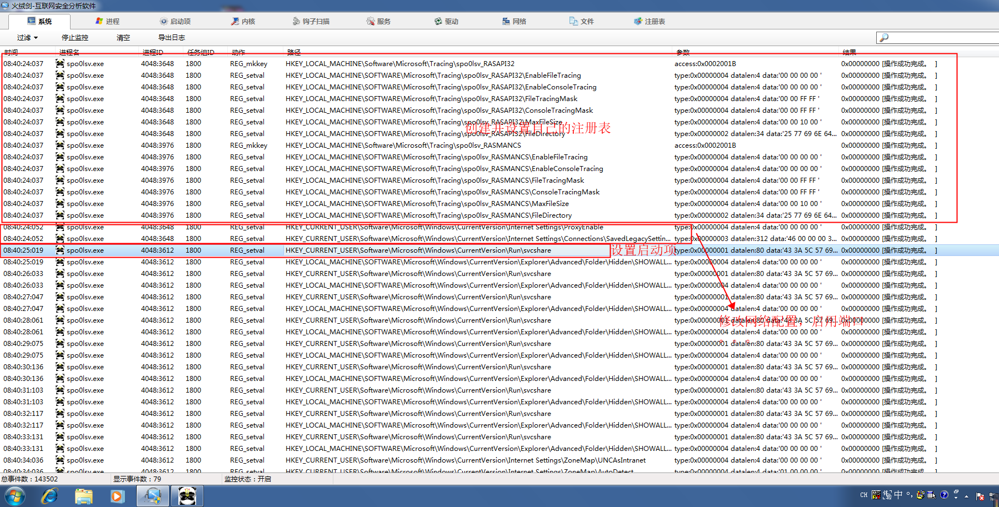 火绒剑-互联网安全分析软件
系统 进程 启动项 内核 钩子扫描 服务 驱动 网络 文件 注册表
过滤 停止监控 清空 导出日志
时间 进程名 进程ID 任务组ID 动作 路径 参数 结果
08:40:24:037 spo0lsv.exe 4048:3648 1800 REG_mkkey HKEY_LOCAL_MACHINE\Software\Microsoft\Tracing\spo0lsv_RASAPI32 access:0x0002001B 0x00000000 [操作成功完成。 ]
08:40:24:037 spo0lsv.exe 4048:3648 1800 REG_setval HKEY_LOCAL_MACHINE\SOFTWARE\Microsoft\Tracing\spo0lsv_RASAPI32\EnableFileTracing type:0x00000004 datalen:4 data:'00 00 00 00 ' 0x00000000 [操作成功完成。 ]
08:40:24:037 spo0lsv.exe 4048:3648 1800 REG_setval HKEY_LOCAL_MACHINE\SOFTWARE\Microsoft\Tracing\spo0lsv_RASAPI32\EnableConsoleTracing type:0x00000004 datalen:4 data:'00 00 00 00 ' 0x00000000 [操作成功完成。 ]
08:40:24:037 spo0lsv.exe 4048:3648 1800 REG_setval HKEY_LOCAL_MACHINE\SOFTWARE\Microsoft\Tracing\spo0lsv_RASAPI32\FileTracingMask type:0x00000004 datalen:4 data:'00 00 FF FF ' 0x00000000 [操作成功完成。 ]
08:40:24:037 spo0lsv.exe 4048:3648 1800 REG_setval HKEY_LOCAL_MACHINE\SOFTWARE\Microsoft\Tracing\spo0lsv_RASAPI32\ConsoleTracingMask type:0x00000004 datalen:4 data:'00 00 FF FF ' 0x00000000 [操作成功完成。 ]
08:40:24:037 spo0lsv.exe 4048:3648 1800 REG_setval HKEY_LOCAL_MACHINE\SOFTWARE\Microsoft\Tracing\spo0lsv_RASAPI32\MaxFileSize type:0x00000004 datalen:4 data:'00 00 10 00 ' 0x00000000 [操作成功完成。 ]
创建并设置自己的注册表
08:40:24:037 spo0lsv.exe 4048:3648 1800 REG_setval HKEY_LOCAL_MACHINE\SOFTWARE\Microsoft\Tracing\spo0lsv_RASAPI32\FileDirectory type:0x00000002 datalen:34 data:'25 77 69 6E 64... 0x00000000 [操作成功完成。 ]
08:40:24:037 spo0lsv.exe 4048:3976 1800 REG_mkkey HKEY_LOCAL_MACHINE\Software\Microsoft\Tracing\spo0lsv_RASMANCS access:0x0002001B 0x00000000 [操作成功完成。 ]
08:40:24:037 spo0lsv.exe 4048:3976 1800 REG_setval HKEY_LOCAL_MACHINE\SOFTWARE\Microsoft\Tracing\spo0lsv_RASMANCS\EnableFileTracing type:0x00000004 datalen:4 data:'00 00 00 00 ' 0x00000000 [操作成功完成。 ]
08:40:24:037 spo0lsv.exe 4048:3976 1800 REG_setval HKEY_LOCAL_MACHINE\SOFTWARE\Microsoft\Tracing\spo0lsv_RASMANCS\EnableConsoleTracing type:0x00000004 datalen:4 data:'00 00 00 00 ' 0x00000000 [操作成功完成。 ]
08:40:24:037 spo0lsv.exe 4048:3976 1800 REG_setval HKEY_LOCAL_MACHINE\SOFTWARE\Microsoft\Tracing\spo0lsv_RASMANCS\FileTracingMask type:0x00000004 datalen:4 data:'00 00 FF FF ' 0x00000000 [操作成功完成。 ]
08:40:24:037 spo0lsv.exe 4048:3976 1800 REG_setval HKEY_LOCAL_MACHINE\SOFTWARE\Microsoft\Tracing\spo0lsv_RASMANCS\ConsoleTracingMask type:0x00000004 datalen:4 data:'00 00 FF FF ' 0x00000000 [操作成功完成。 ]
08:40:24:037 spo0lsv.exe 4048:3976 1800 REG_setval HKEY_LOCAL_MACHINE\SOFTWARE\Microsoft\Tracing\spo0lsv_RASMANCS\MaxFileSize type:0x00000004 datalen:4 data:'00 00 10 00 ' 0x00000000 [操作成功完成。 ]
08:40:24:037 spo0lsv.exe 4048:3976 1800 REG_setval HKEY_LOCAL_MACHINE\SOFTWARE\Microsoft\Tracing\spo0lsv_RASMANCS\FileDirectory type:0x00000002 datalen:34 data:'25 77 69 6E 64... 0x00000000 [操作成功完成。 ]
08:40:24:052 spo0lsv.exe 4048:3648 1800 REG_setval HKEY_CURRENT_USER\Software\Microsoft\Windows\CurrentVersion\Internet Settings\ProxyEnable type:0x00000004 datalen:4 data:'00 00 00 00 ' 0x00000000 [操作成功完成。 ]
08:40:24:052 spo0lsv.exe 4048:3648 1800 REG_setval HKEY_CURRENT_USER\Software\Microsoft\Windows\CurrentVersion\Internet Settings\Connections\SavedLegacySettin... type:0x00000003 datalen:312 data:'46 00 00 00 3... 0x00000000 [操作成功完成。 ]
08:40:25:019 spo0lsv.exe 4048:3612 1800 REG_setval HKEY_CURRENT_USER\Software\Microsoft\Windows\CurrentVersion\Run\svcshare 设置启动项 type:0x00000001 datalen:80 data:'43 3A 5C 57 69... 0x00000000 [操作成功完成。 ]
08:40:25:019 spo0lsv.exe 4048:3612 1800 REG_setval HKEY_LOCAL_MACHINE\SOFTWARE\Microsoft\Windows\CurrentVersion\Explorer\Advanced\Folder\Hidden\SHOWALL... type:0x00000004 datalen:4 data:'00 00 00 00 ' 0x00000000 [操作成功完成。 ]
08:40:26:033 spo0lsv.exe 4048:3612 1800 REG_setval HKEY_CURRENT_USER\Software\Microsoft\Windows\CurrentVersion\Run\svcshare type:0x00000001 datalen:80 data:'43 3A 5C 57 69... 0x00000000 [操作成功完成。 ]
08:40:26:033 spo0lsv.exe 4048:3612 1800 REG_setval HKEY_LOCAL_MACHINE\SOFTWARE\Microsoft\Windows\CurrentVersion\Explorer\Advanced\Folder\Hidden\SHOWALL... type:0x00000004 datalen:4 data:'00 00 00 00 ' 0x00000000 [操作成功完成。 ]
08:40:27:047 spo0lsv.exe 4048:3612 1800 REG_setval HKEY_CURRENT_USER\Software\Microsoft\Windows\CurrentVersion\Run\svcshare type:0x00000001 datalen:80 data:'43 3A 5C 57 69... 0x00000000 [操作成功完成。 ]
08:40:27:047 spo0lsv.exe 4048:3612 1800 REG_setval HKEY_LOCAL_MACHINE\SOFTWARE\Microsoft\Windows\CurrentVersion\Explorer\Advanced\Folder\Hidden\SHOWALL... type:0x00000004 datalen:4 data:'00 00 00 00 ' 0x00000000 [操作成功完成。 ]
08:40:28:061 spo0lsv.exe 4048:3612 1800 REG_setval HKEY_CURRENT_USER\Software\Microsoft\Windows\CurrentVersion\Run\svcshare type:0x00000001 datalen:80 data:'43 3A 5C 57 69... 0x00000000 [操作成功完成。 ]
修改网络配置，启用端口
。。。
08:40:28:061 spo0lsv.exe 4048:3612 1800 REG_setval HKEY_LOCAL_MACHINE\SOFTWARE\Microsoft\Windows\CurrentVersion\Explorer\Advanced\Folder\Hidden\SHOWALL... type:0x00000004 datalen:4 data:'00 00 00 00 ' 0x00000000 [操作成功完成。 ]
08:40:29:075 spo0lsv.exe 4048:3612 1800 REG_setval HKEY_CURRENT_USER\Software\Microsoft\Windows\CurrentVersion\Run\svcshare type:0x00000001 datalen:80 data:'43 3A 5C 57 69... 0x00000000 [操作成功完成。 ]
08:40:29:075 spo0lsv.exe 4048:3612 1800 REG_setval HKEY_LOCAL_MACHINE\SOFTWARE\Microsoft\Windows\CurrentVersion\Explorer\Advanced\Folder\Hidden\SHOWALL... type:0x00000004 datalen:4 data:'00 00 00 00 ' 0x00000000 [操作成功完成。 ]
08:40:30:136 spo0lsv.exe 4048:3612 1800 REG_setval HKEY_CURRENT_USER\Software\Microsoft\Windows\CurrentVersion\Run\svcshare type:0x00000001 datalen:80 data:'43 3A 5C 57 69... 0x00000000 [操作成功完成。 ]
08:40:30:136 spo0lsv.exe 4048:3612 1800 REG_setval HKEY_LOCAL_MACHINE\SOFTWARE\Microsoft\Windows\CurrentVersion\Explorer\Advanced\Folder\Hidden\SHOWALL... type:0x00000004 datalen:4 data:'00 00 00 00 ' 0x00000000 [操作成功完成。 ]
08:40:31:103 spo0lsv.exe 4048:3612 1800 REG_setval HKEY_CURRENT_USER\Software\Microsoft\Windows\CurrentVersion\Run\svcshare type:0x00000001 datalen:80 data:'43 3A 5C 57 69... 0x00000000 [操作成功完成。 ]
08:40:31:103 spo0lsv.exe 4048:3612 1800 REG_setval HKEY_LOCAL_MACHINE\SOFTWARE\Microsoft\Windows\CurrentVersion\Explorer\Advanced\Folder\Hidden\SHOWALL... type:0x00000004 datalen:4 data:'00 00 00 00 ' 0x00000000 [操作成功完成。 ]
08:40:32:117 spo0lsv.exe 4048:3612 1800 REG_setval HKEY_CURRENT_USER\Software\Microsoft\Windows\CurrentVersion\Run\svcshare type:0x00000001 datalen:80 data:'43 3A 5C 57 69... 0x00000000 [操作成功完成。 ]
08:40:32:117 spo0lsv.exe 4048:3612 1800 REG_setval HKEY_LOCAL_MACHINE\SOFTWARE\Microsoft\Windows\CurrentVersion\Explorer\Advanced\Folder\Hidden\SHOWALL... type:0x00000004 datalen:4 data:'00 00 00 00 ' 0x00000000 [操作成功完成。 ]
08:40:33:131 spo0lsv.exe 4048:3612 1800 REG_setval HKEY_CURRENT_USER\Software\Microsoft\Windows\CurrentVersion\Run\svcshare type:0x00000001 datalen:80 data:'43 3A 5C 57 69... 0x00000000 [操作成功完成。 ]
08:40:33:131 spo0lsv.exe 4048:3612 1800 REG_setval HKEY_LOCAL_MACHINE\SOFTWARE\Microsoft\Windows\CurrentVersion\Explorer\Advanced\Folder\Hidden\SHOWALL... type:0x00000004 datalen:4 data:'00 00 00 00 ' 0x00000000 [操作成功完成。 ]
08:40:34:036 spo0lsv.exe 4048:3612 1800 REG_setval HKEY_CURRENT_USER\Software\Microsoft\Windows\CurrentVersion\Internet Settings\ZoneMap\UNCAsIntranet type:0x00000004 datalen:4 data:'00 00 00 00 ' 0x00000000 [操作成功完成。 ]
08:40:34:036 spo0lsv.exe 4048:3612 1800 REG_setval HKEY_CURRENT_USER\Software\Microsoft\Windows\CurrentVersion\Internet Settings\ZoneMap\AutoDetect type:0x00000004 datalen:4 data:'01 00 00 00 ' 0x00000000 [操作成功完成。 ]
总事件数：143502 显示事件数：79 监控状态：开启
CH 中